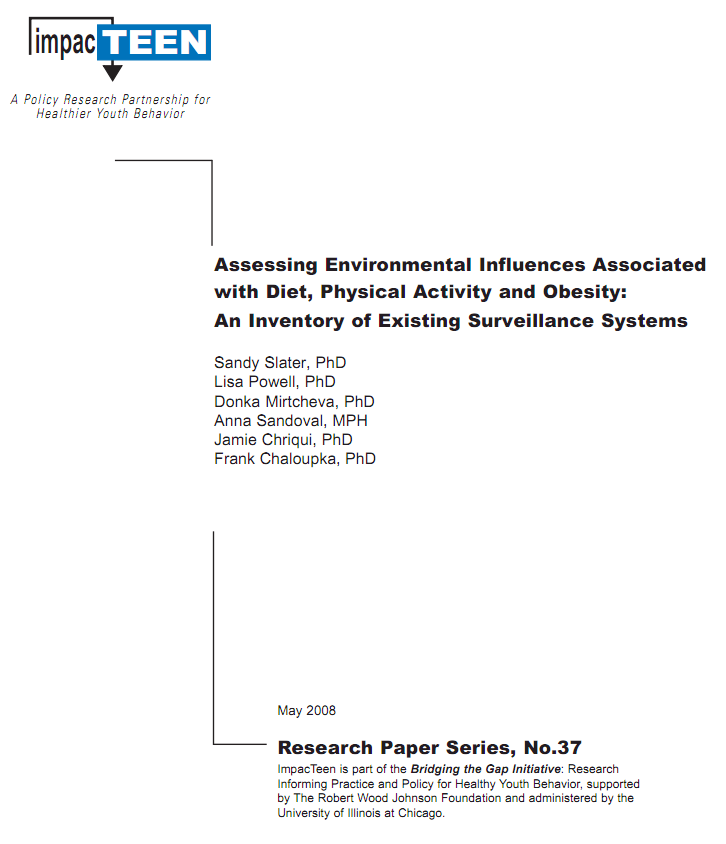 impacTEEN
A Policy Research Partnership for
Healthier Youth Behavior
Assessing Environmental Influences Associated
with Diet, Physical Activity and Obesity:
An Inventory of Existing Surveillance Systems
Sandy Slater, PhD
Lisa Powell, PhD
Donka Mirtcheva, PhD
Anna Sandoval, MPH
Jamie Chriqui, PhD
Frank Chaloupka, PhD
May 2008
Research Paper Series, No.37
ImpacTeen is part of the Bridging the Gap Initiative: Research
Informing Practice and Policy for Healthy Youth Behavior, supported
by The Robert Wood Johnson Foundation and administered by the
University of Illinois at Chicago.